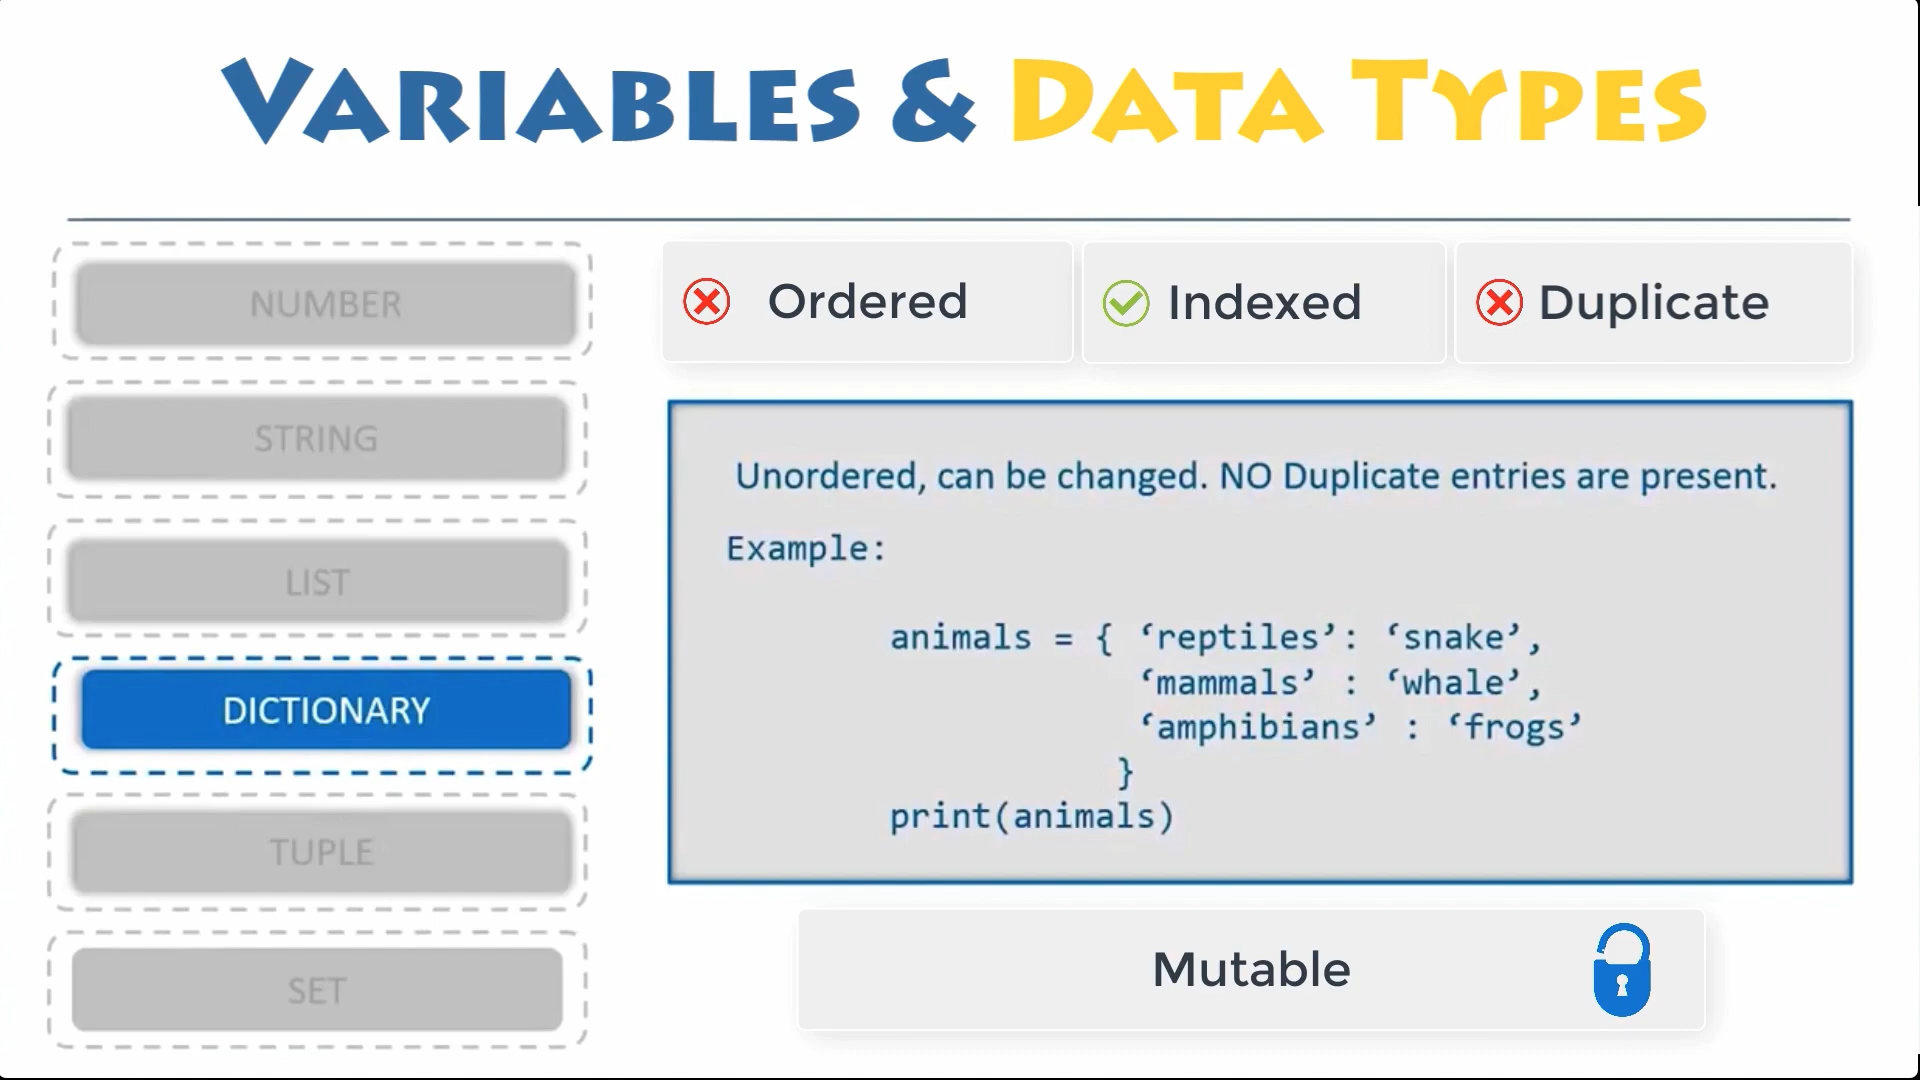 VARIABLES & DATA TYPES
NUMBER
STRING
LIST
DICTIONARY
TUPLE
SET
Ordered
Indexed
Duplicate
Unordered, can be changed. NO Duplicate entries are present.
Example:
animals = { ‘reptiles’: ‘snake’,
‘mammals’ : ‘whale’,
‘amphibians’ : ‘frogs’
}
print(animals)
Mutable